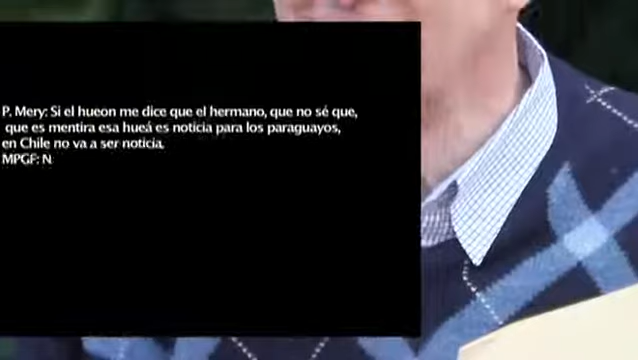 P. Mery: Si el hueon me dice que el hermano, que no sé que,
que es mentira esa hueá es noticia para los paraguayos,
en Chile no va a ser noticia.
MPGF: N